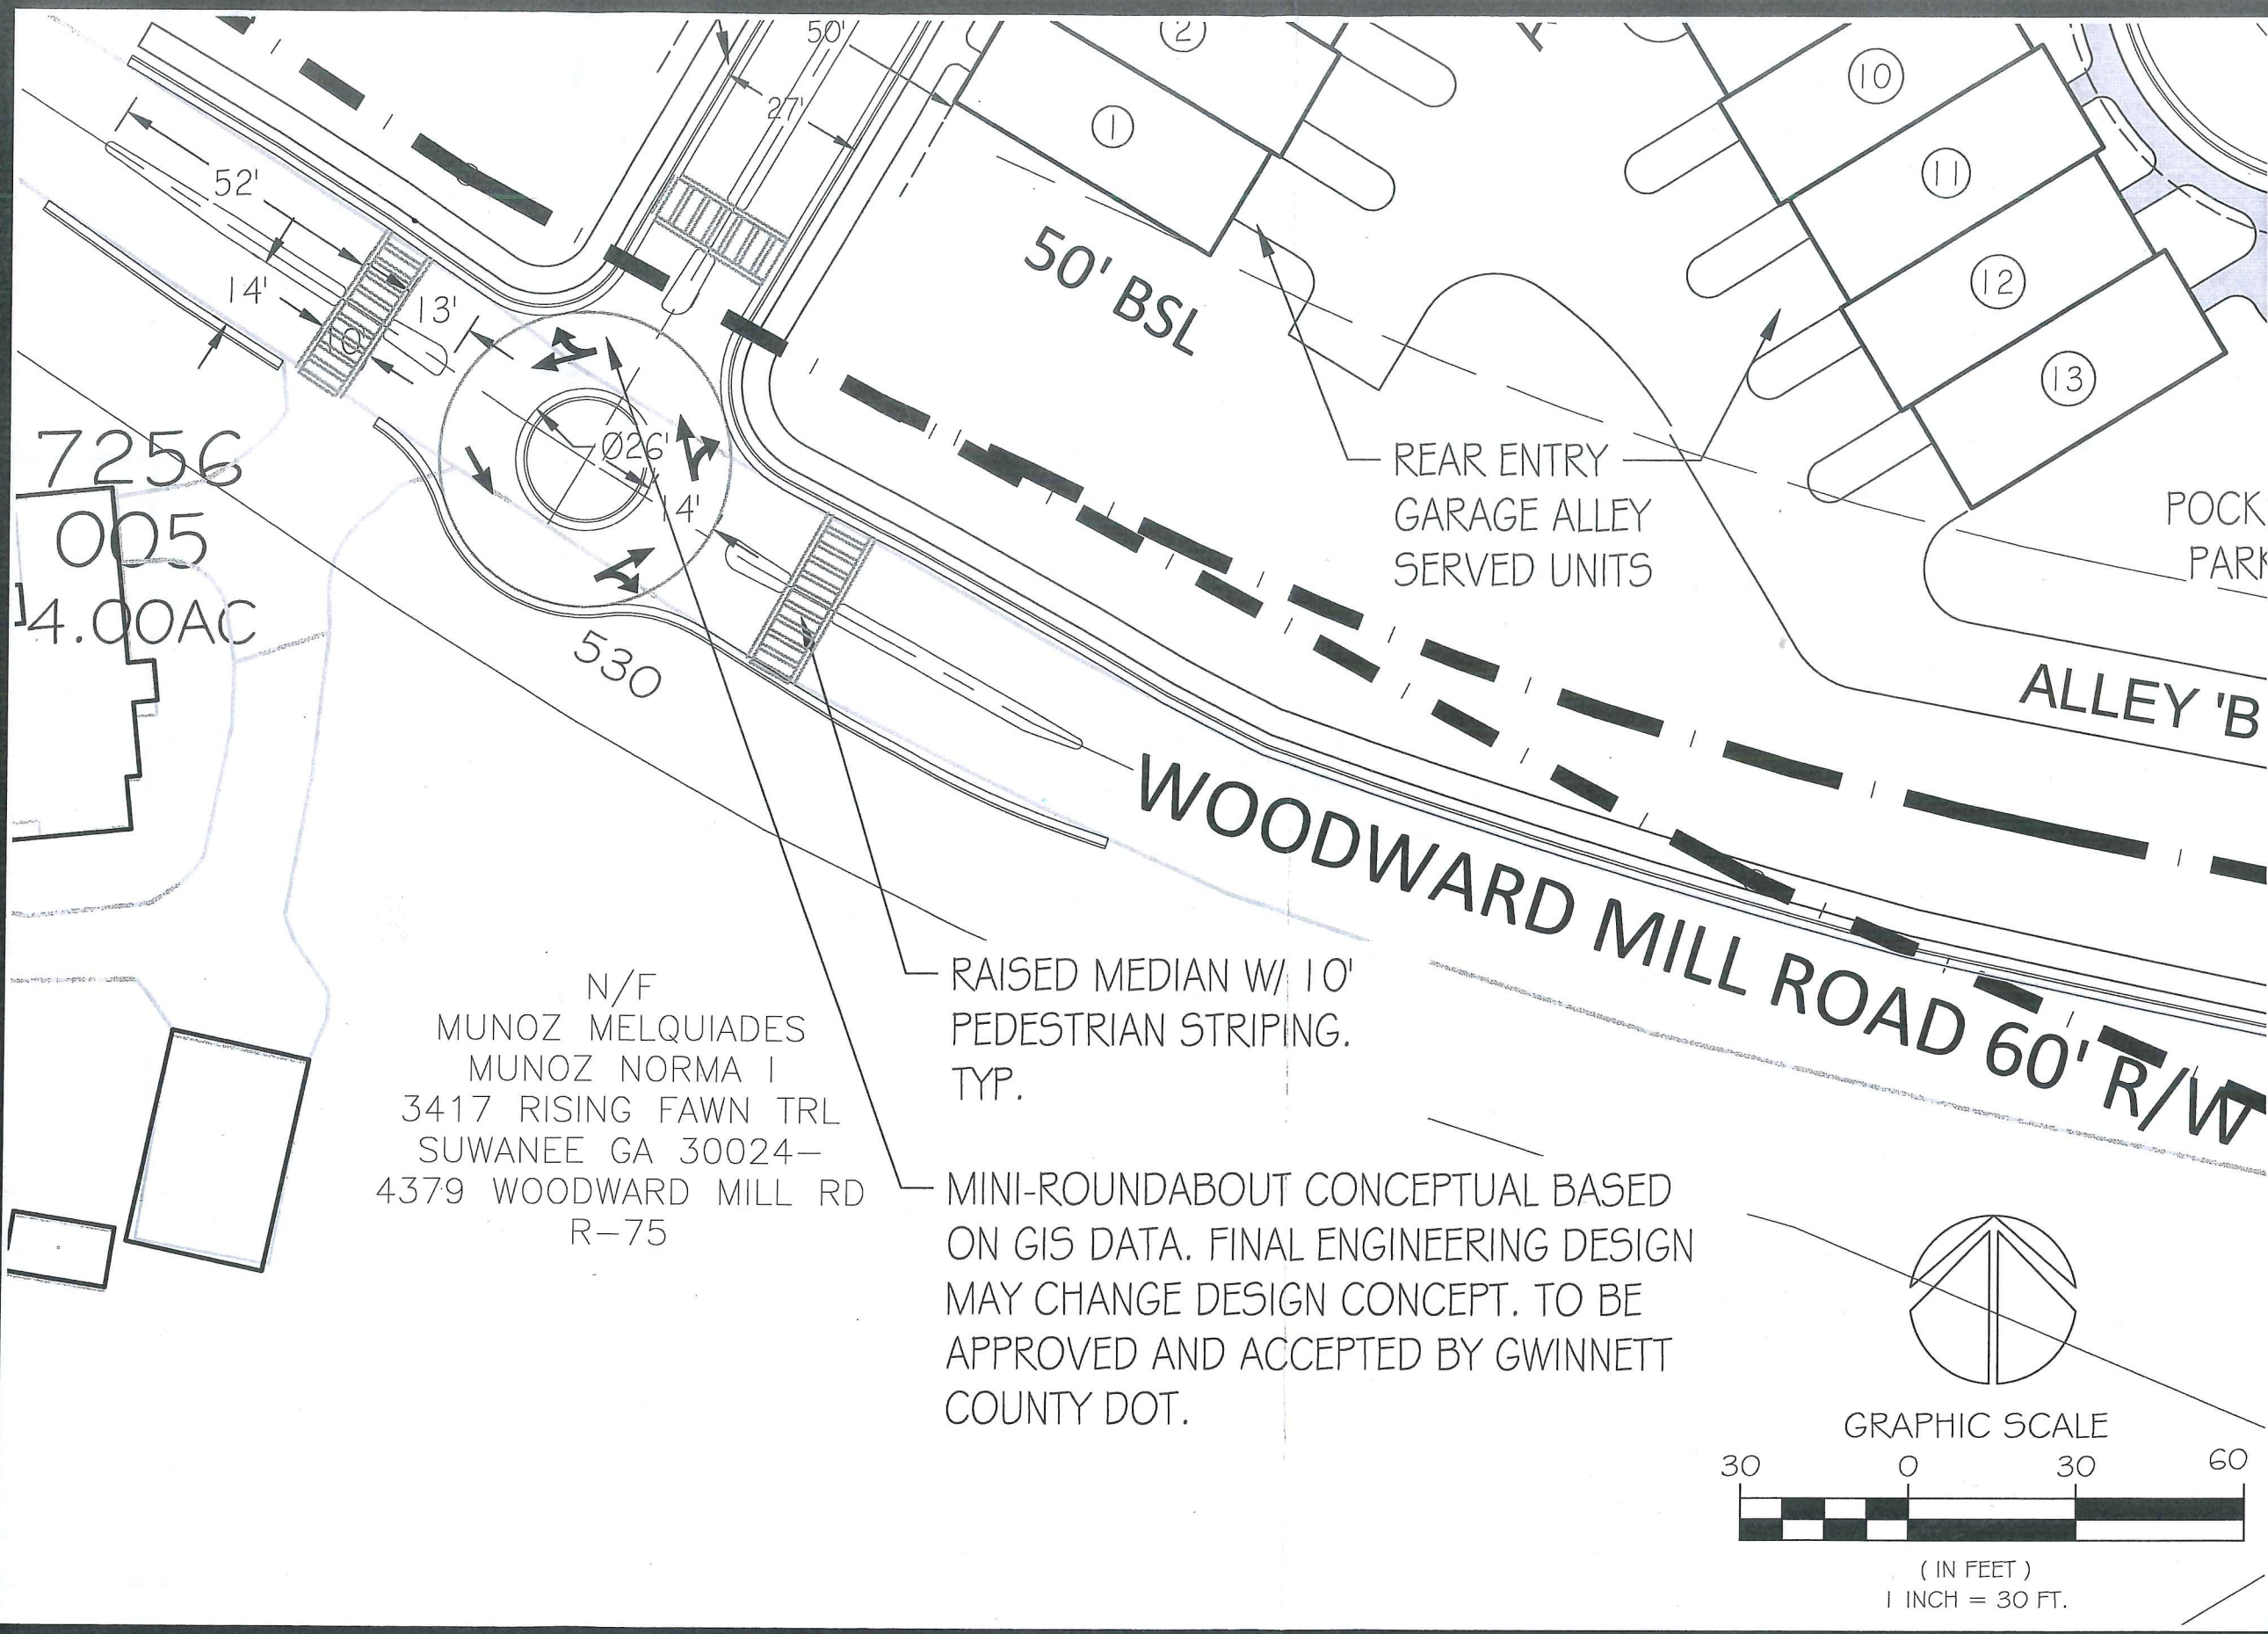 50'
2
27'
1
10
11
12
13
52'
14'
13'
10'
50' BSL
Ø26'
14'
7256
005
4.00AC
530
REAR ENTRY
GARAGE ALLEY
SERVED UNITS
POCK
PARK
ALLEY 'B
WOODWARD MILL ROAD 60' R/W
RAISED MEDIAN W/ 10'
PEDESTRIAN STRIPING.
TYP.
N/F
MUNOZ MELQUIADES
MUNOZ NORMA I
3417 RISING FAWN TRL
SUWANEE GA 30024-
4379 WOODWARD MILL RD
R-75
MINI-ROUNDABOUT CONCEPTUAL BASED
ON GIS DATA. FINAL ENGINEERING DESIGN
MAY CHANGE DESIGN CONCEPT. TO BE
APPROVED AND ACCEPTED BY GWINNETT
COUNTY DOT.
GRAPHIC SCALE
30 0 30 60
( IN FEET )
1 INCH = 30 FT.